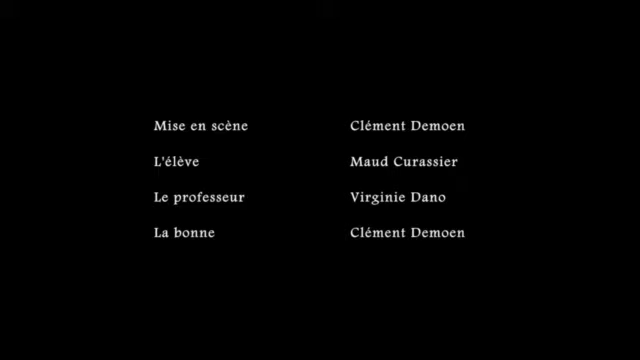 Mise en scène Clément Demoen
L'élève Maud Curassier
Le professeur Virginie Dano
La bonne Clément Demoen